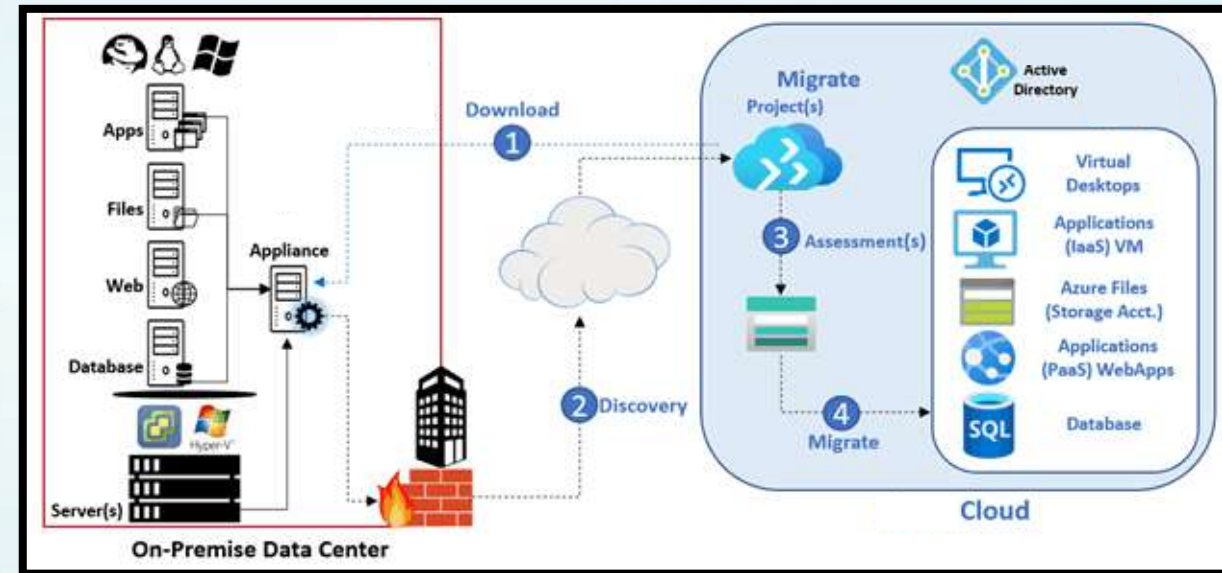 Apps
Files
Web
Database
Hyper-V
Server(s)
Appliance
On-Premise Data Center
Download
1
2
Discovery
Migrate
Project(s)
3
Assessment(s)
4
Migrate
Active
Directory
Virtual
Desktops
Applications
(IaaS) VM
Azure Files
(Storage Acct.)
Applications
(PaaS) WebApps
SQL
Database
Cloud